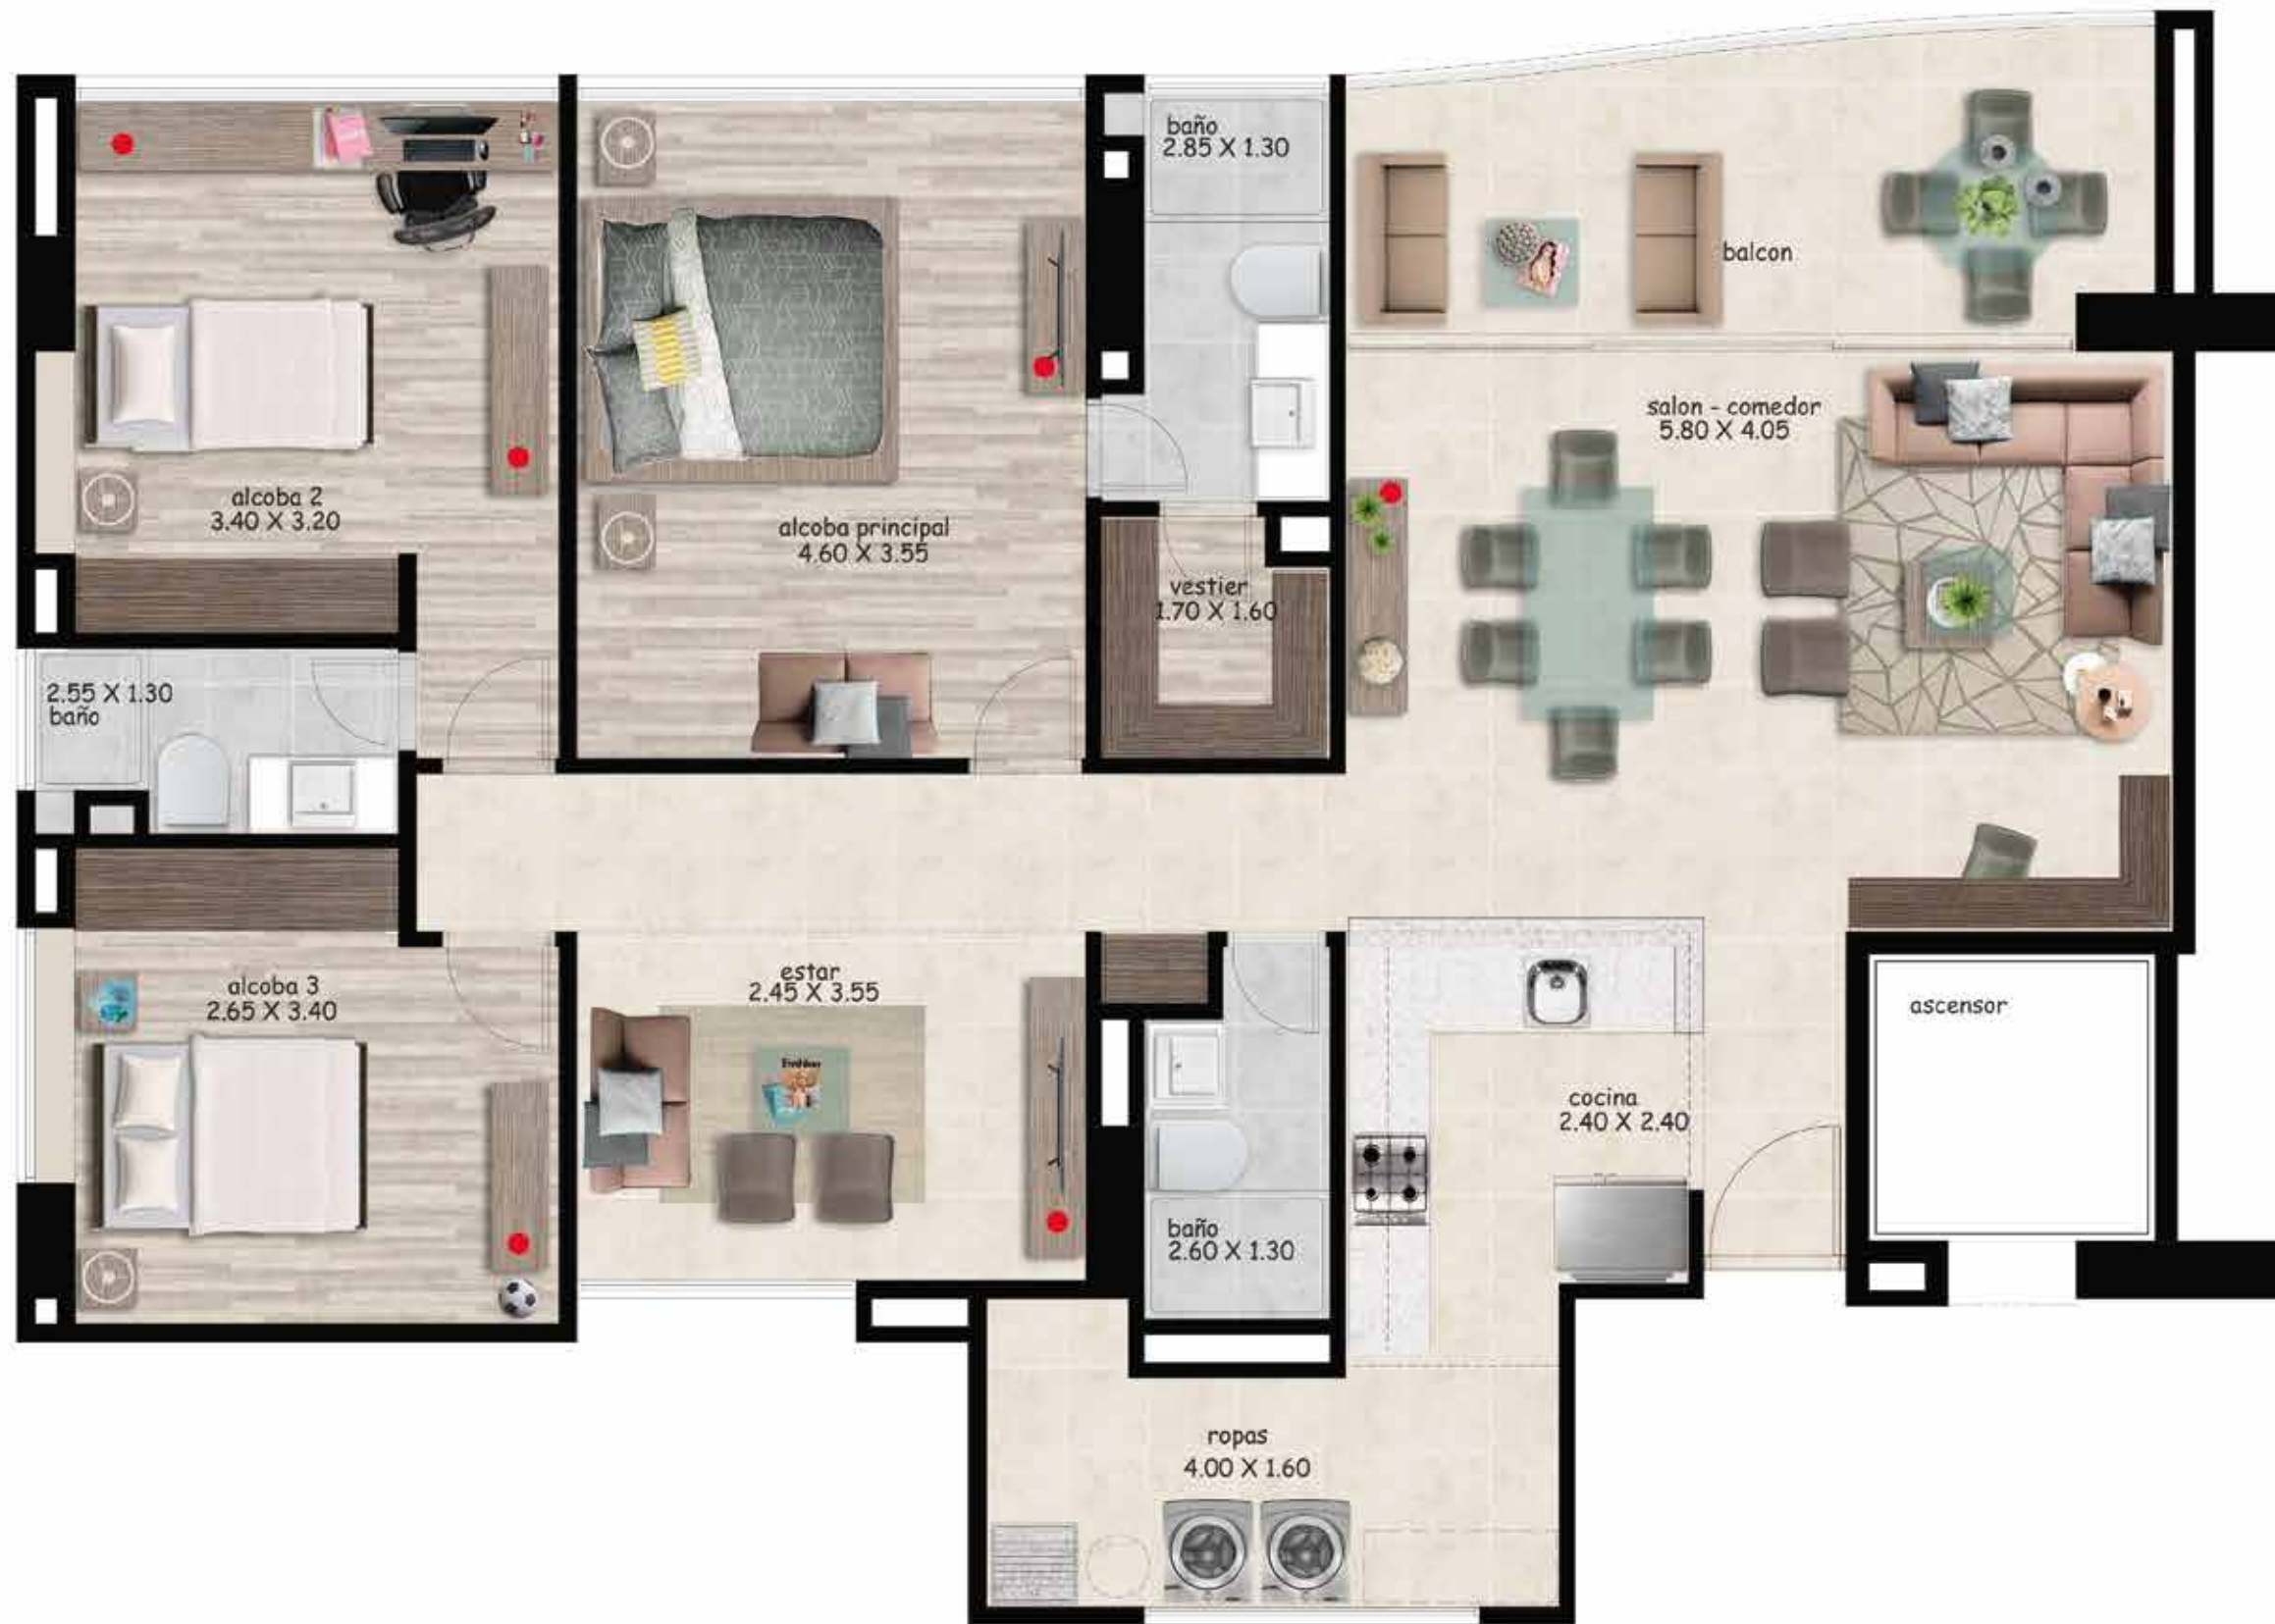 baño
2.85 X 1.30
balcon
salon - comedor
5.80 X 4.05
alcoba 2
3.40 X 3.20
alcoba principal
4.60 X 3.55
vestier
1.70 X 1.60
2.55 X 1.30
baño
alcoba 3
2.65 X 3.40
estar
2.45 X 3.55
ascensor
cocina
2.40 X 2.40
baño
2.60 X 1.30
ropas
4.00 X 1.60